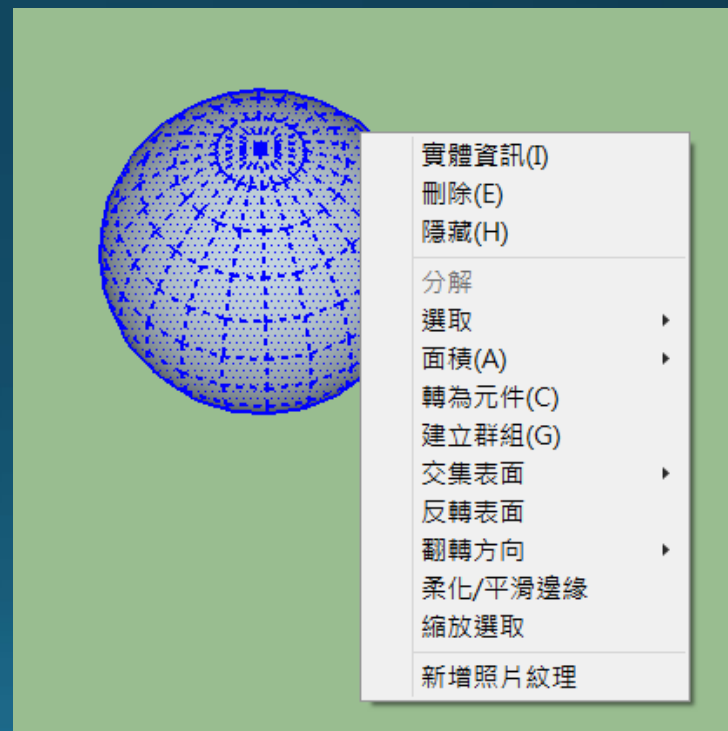 實體資訊(I)
刪除(E)
隱藏(H)
分解
選取
面積(A)
轉為元件(C)
建立群組(G)
交集表面
反轉表面
翻轉方向
柔化/平滑邊緣
縮放選取
新增照片紋理